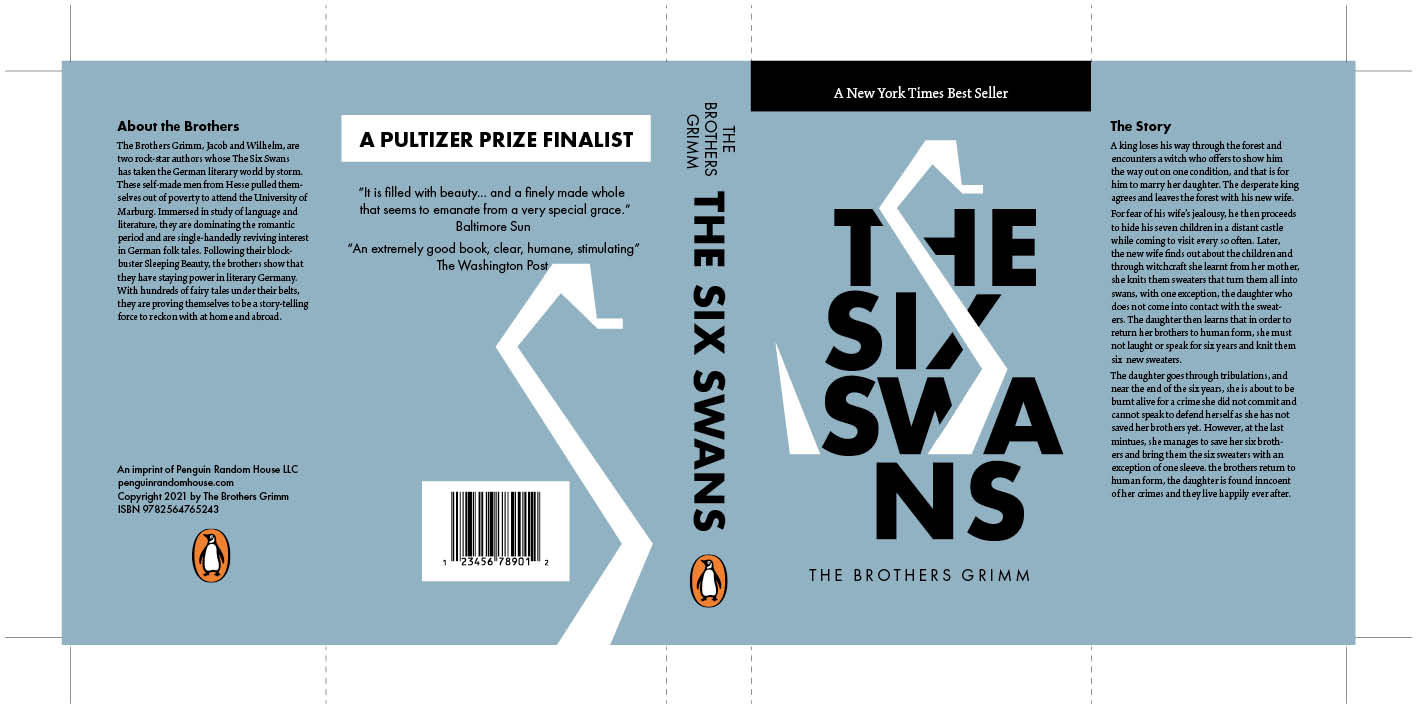 About the Brothers
The Brothers Grimm, Jacob and Wilhelm, are
two rock-star authors whose The Six Swans
has taken the German literary world by storm.
These self-made men from Hesse pulled them-
selves out of poverty to attend the University of
Marburg. Immersed in study of language and
literature, they are dominating the romantic
period and are single-handedly reviving interest
in German folk tales. Following their block-
buster Sleeping Beauty, the brothers show that
they have staying power in literary Germany.
With hundreds of fairy tales under their belts,
they are proving themselves to be a story-telling
force to reckon with at home and abroad.
An imprint of Penguin Random House LLC
penguinrandomhouse.com
Copyright 2021 by The Brothers Grimm
ISBN 9782564765243
A PULTIZER PRIZE FINALIST
“It is filled with beauty... and a finely made whole
that seems to emanate from a very special grace.”
Baltimore Sun
“An extremely good book, clear, humane, stimulating”
The Washington Post
1 23456 78901 2
THE
BROTHERS
GRIMM
THE SIX SWANS
A New York Times Best Seller
THE
SIX
SWA
NS
THE BROTHERS GRIMM
The Story
A king loses his way through the forest and
encounters a witch who offers to show him
the way out on one condition, and that is for
him to marry her daughter. The desperate king
agrees and leaves the forest with his new wife.
For fear of his wife’s jealousy, he then proceeds
to hide his seven children in a distant castle
while coming to visit every so often. Later,
the new wife finds out about the children and
through witchcraft she learnt from her mother,
she knits them sweaters that turn them all into
swans, with one exception, the daughter who
does not come into contact with the sweat-
ers. The daughter then learns that in order to
return her brothers to human form, she must
not laught or speak for six years and knit them
six new sweaters.
The daughter goes through tribulations, and
near the end of the six years, she is about to be
burnt alive for a crime she did not commit and
cannot speak to defend herself as she has not
saved her brothers yet. However, at the last
mintues, she manages to save her six broth-
ers and bring them the six sweaters with an
exception of one sleeve. the brothers return to
human form, the daughter is found inncoent
of her crimes and they live happily ever after.